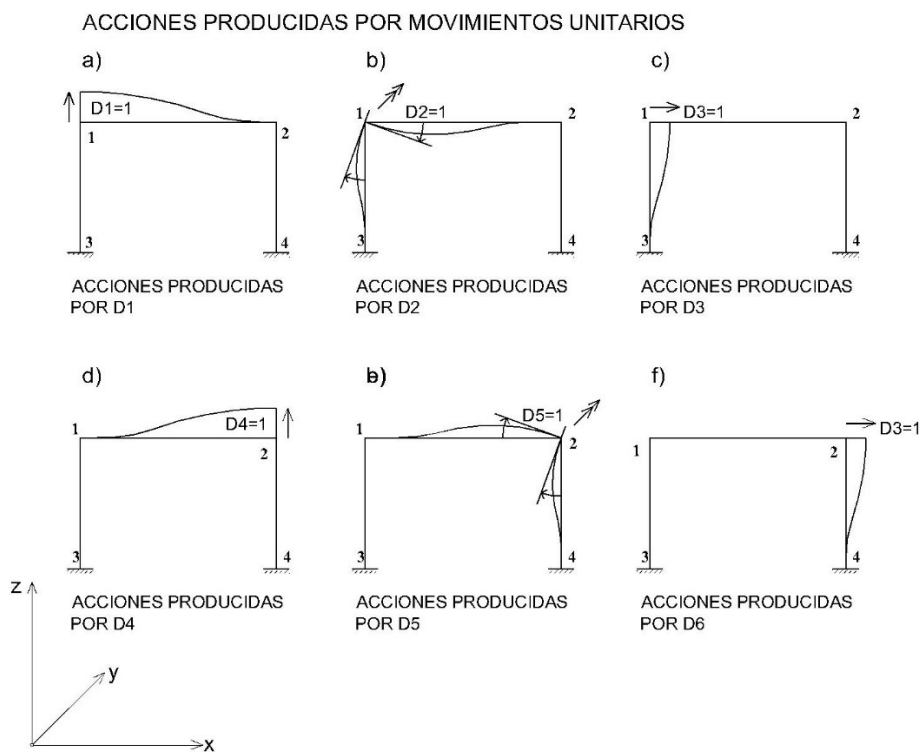 ACCIONES PRODUCIDAS POR MOVIMIENTOS UNITARIOS
a)
D1=1
1
2
3
4
ACCIONES PRODUCIDAS
POR D1
b)
1
D2=1
2
3
4
ACCIONES PRODUCIDAS
POR D2
c)
1
D3=1
2
3
4
ACCIONES PRODUCIDAS
POR D3
d)
1
D4=1
2
3
4
ACCIONES PRODUCIDAS
POR D4
e)
1
D5=1
2
3
4
ACCIONES PRODUCIDAS
POR D5
f)
1
2
D3=1
3
4
ACCIONES PRODUCIDAS
POR D6
z
y
x